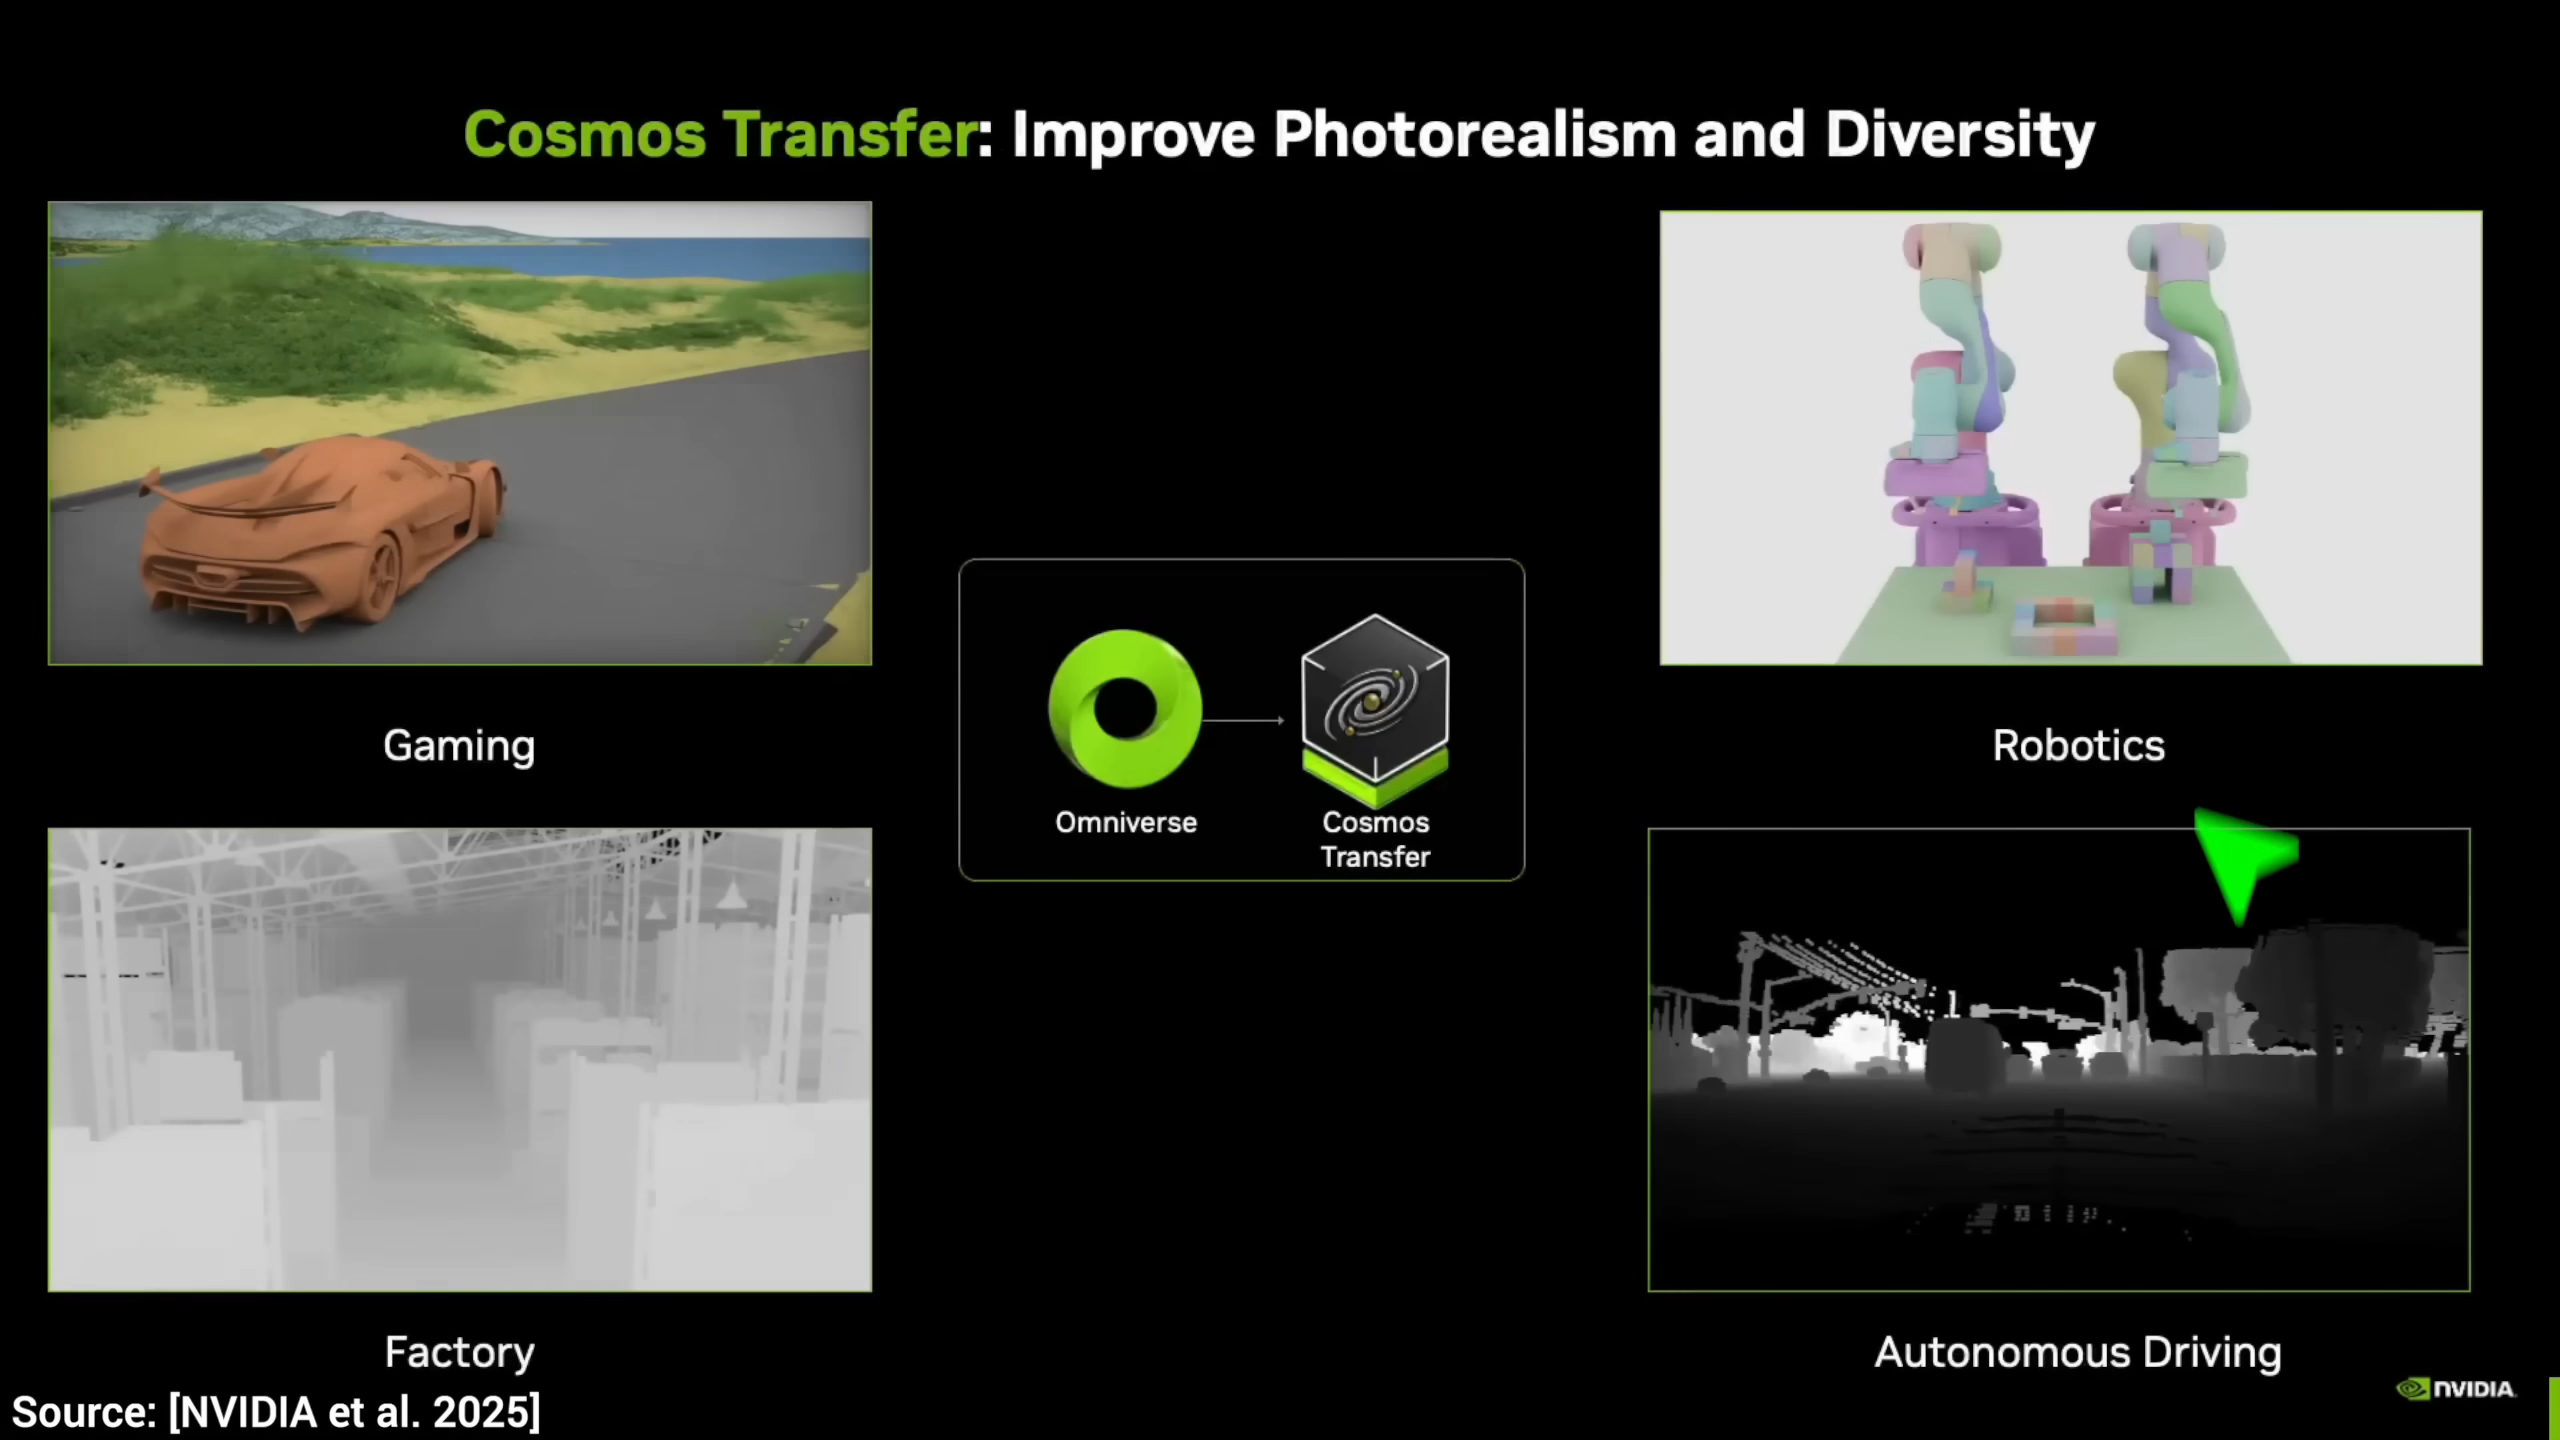 Cosmos Transfer: Improve Photorealism and Diversity
Gaming
Robotics
Omniverse
Cosmos
Transfer
Factory
Autonomous Driving
Source: [NVIDIA et al. 2025]
NVIDIA